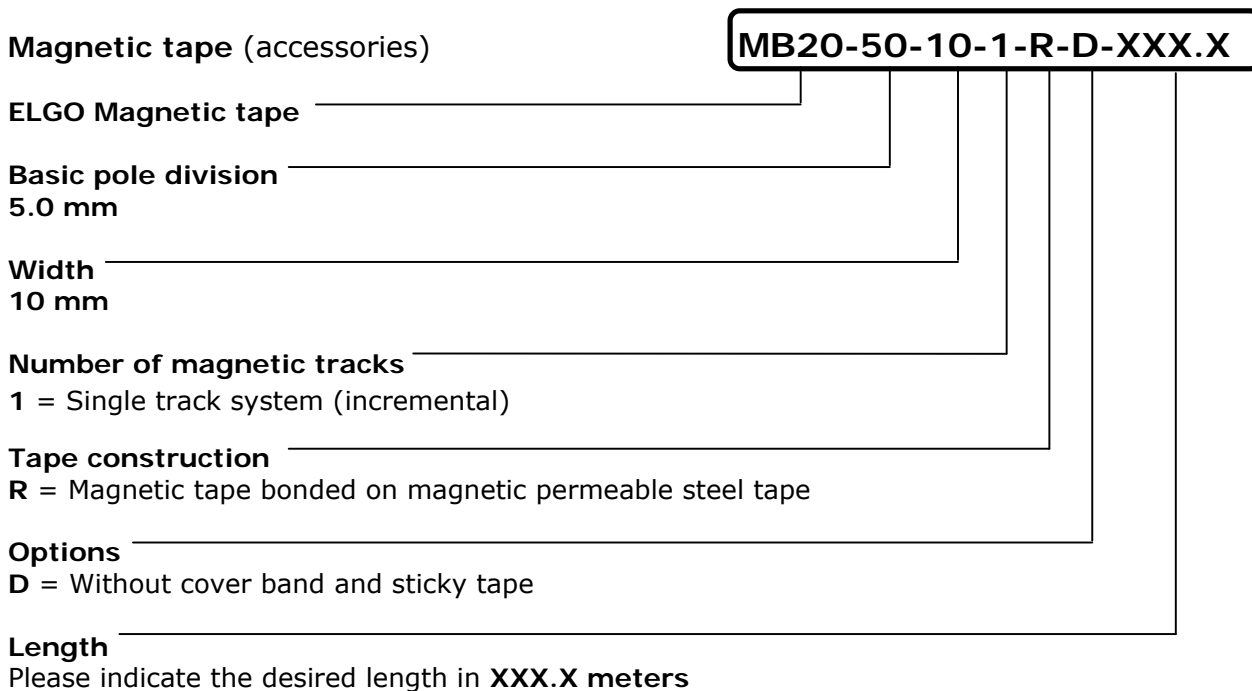 Magnetic tape (accessories) MB20-50-10-1-R-D-XXX.X
ELGO Magnetic tape
Basic pole division
5.0 mm
Width
10 mm
Number of magnetic tracks
1 = Single track system (incremental)
Tape construction
R = Magnetic tape bonded on magnetic permeable steel tape
Options
D = Without cover band and sticky tape
Length
Please indicate the desired length in XXX.X meters